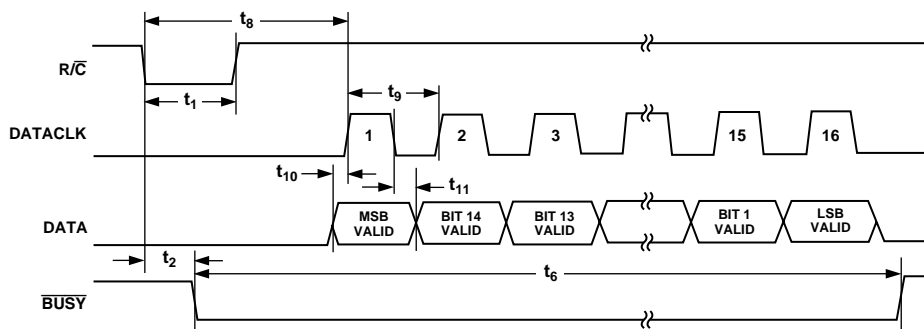 t8
R/C̅
t1
t9
DATACLK
1
2
3
15
16
t10
t11
DATA
MSB VALID
BIT 14 VALID
BIT 13 VALID
BIT 1 VALID
LSB VALID
t2
t6
B̅U̅S̅Y̅